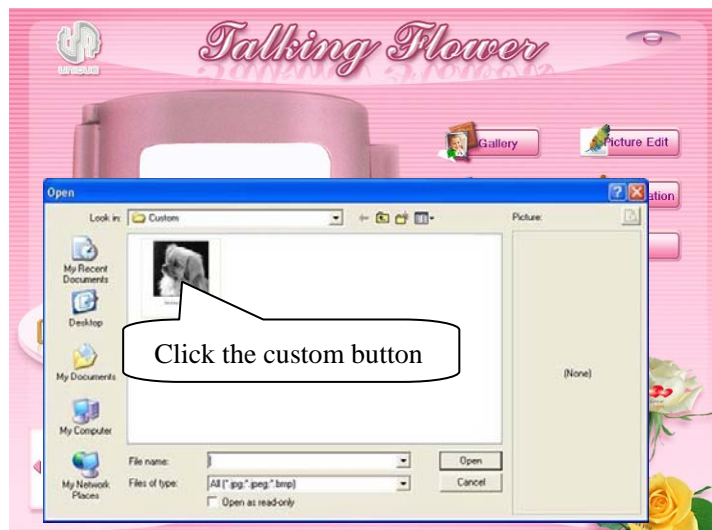 UNIQUE
Talking Flower
Gallery
Picture Edit
ation
Open
Look in:
Custom
Picture:
My Recent
Documents
Desktop
My Documents
My Computer
My Network
Places
Click the custom button
(None)
File name:
Open
Files of type:
All (*.jpg;*.jpeg;*.bmp)
Cancel
Open as read-only